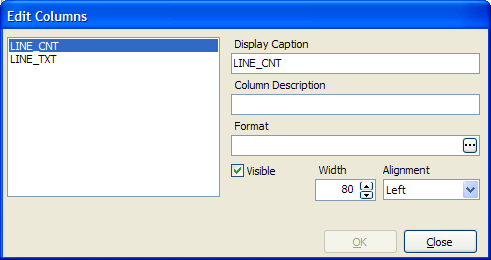 Edit Columns
LINE_CNT
LINE_TXT
Display Caption
LINE_CNT
Column Description
Format
...
Visible
Width
80
Alignment
Left
OK
Close